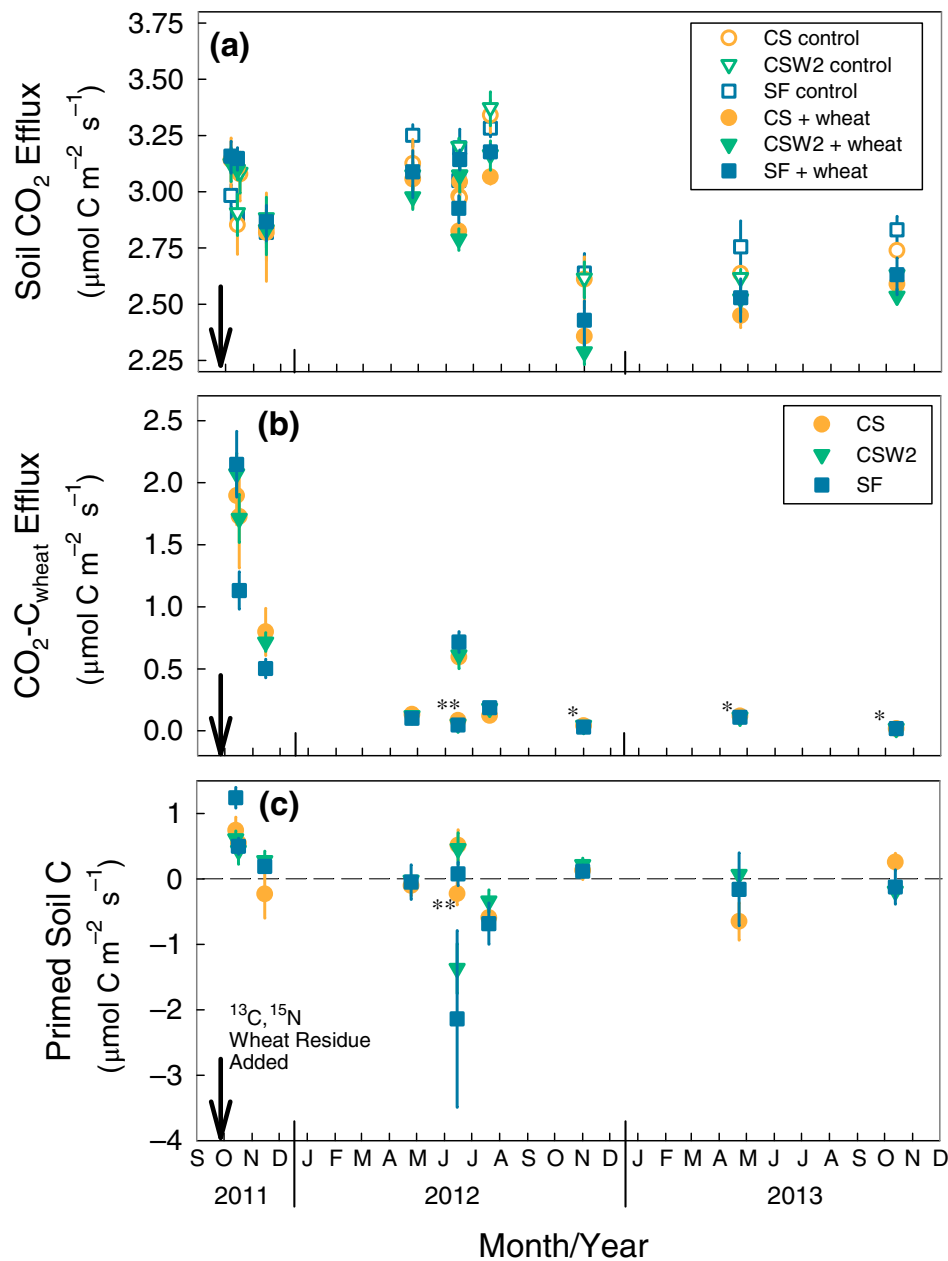 (a)
Soil CO₂ Efflux
(μmol C m⁻² s⁻¹)
3.75
3.50
3.25
3.00
2.75
2.50
2.25
CS control
CSW2 control
SF control
CS + wheat
CSW2 + wheat
SF + wheat
S O N D J F M A M J J A S O N D J F M A M J J A S O N D
(b)
CO₂-C_wheat Efflux
(μmol C m⁻² s⁻¹)
2.5
2.0
1.5
1.0
0.5
0.0
CS
CSW2
SF
** * * *
S O N D J F M A M J J A S O N D J F M A M J J A S O N D
(c)
Primed Soil C
(μmol C m⁻² s⁻¹)
1
0
−1
−2
−3
−4
**
¹³C,¹⁵N
Wheat Residue
Added
S O N D J F M A M J J A S O N D J F M A M J J A S O N D
2011 2012 2013
Month/Year